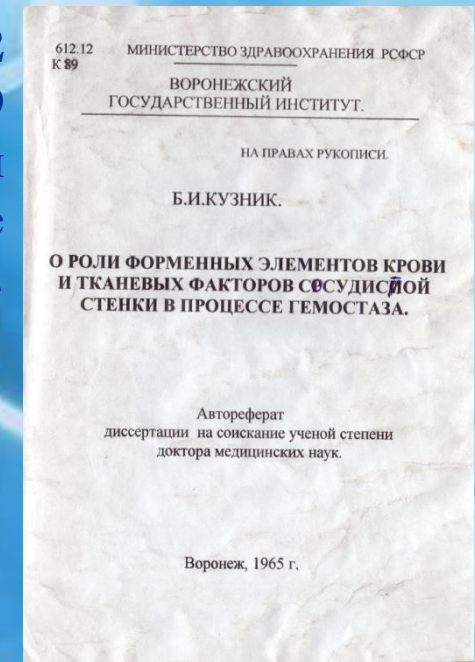 612.12
К 89
МИНИСТЕРСТВО ЗДРАВООХРАНЕНИЯ РСФСР
ВОРОНЕЖСКИЙ
ГОСУДАРСТВЕННЫЙ ИНСТИТУТ.
НА ПРАВАХ РУКОПИСИ.
Б.И.КУЗНИК.
О РОЛИ ФОРМЕННЫХ ЭЛЕМЕНТОВ КРОВИ
И ТКАНЕВЫХ ФАКТОРОВ СОСУДИСТОЙ
СТЕНКИ В ПРОЦЕССЕ ГЕМОСТАЗА.
Автореферат
диссертации на соискание ученой степени
доктора медицинских наук.
Воронеж, 1965 г.